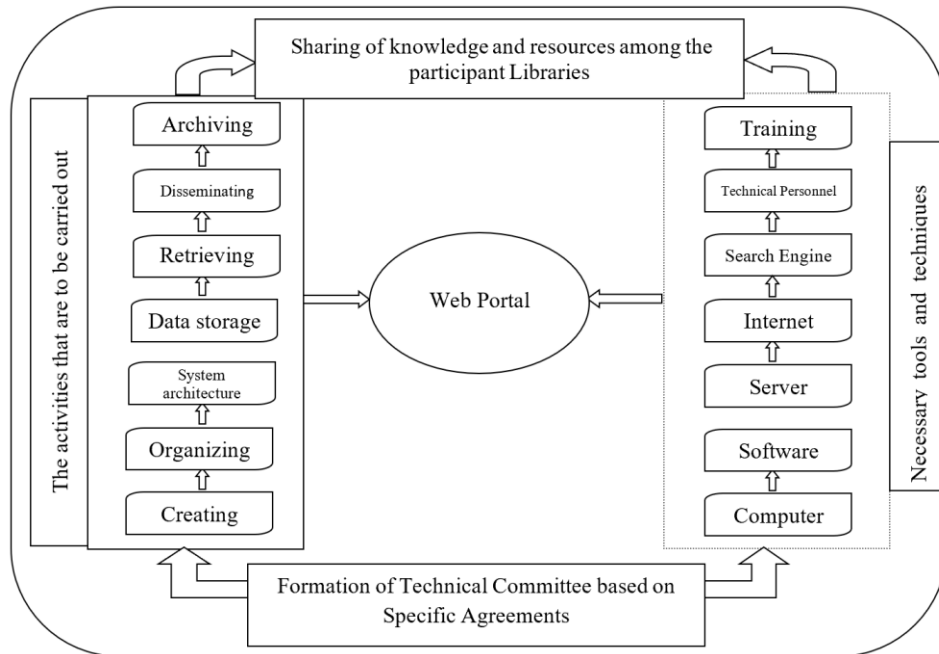 Sharing of knowledge and resources among the
participant Libraries
The activities that are to be carried out
Archiving
Disseminating
Retrieving
Data storage
System
architecture
Organizing
Creating
Web Portal
Training
Technical Personnel
Search Engine
Internet
Server
Software
Computer
Necessary tools and techniques
Formation of Technical Committee based on
Specific Agreements